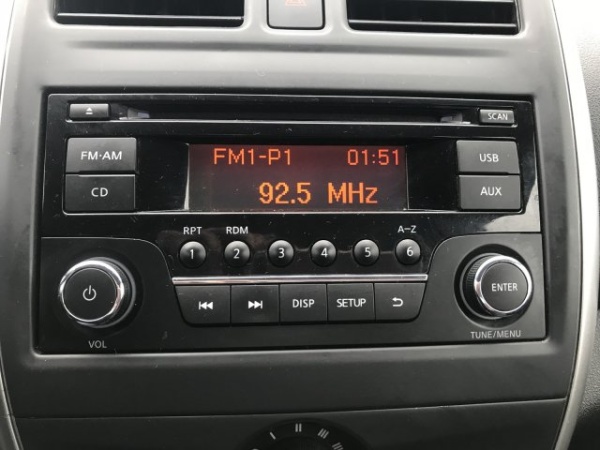 SCAN
FM·AM
FM1-P1 01:51
USB
CD
92.5 MHz
AUX
RPT RDM A-Z
1 2 3 4 5 6
DISP SETUP
ENTER
VOL
TUNE/MENU